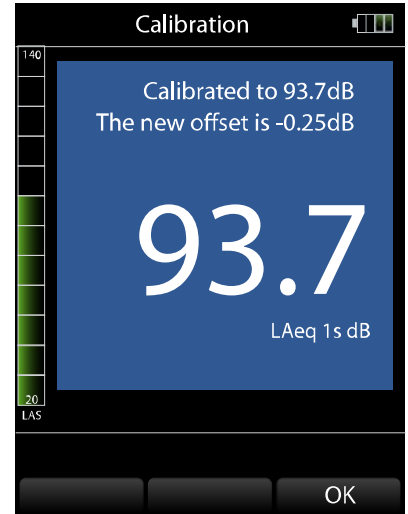 Calibration
140
Calibrated to 93.7dB
The new offset is -0.25dB
93.7
LAeq 1s dB
20
LAS
OK